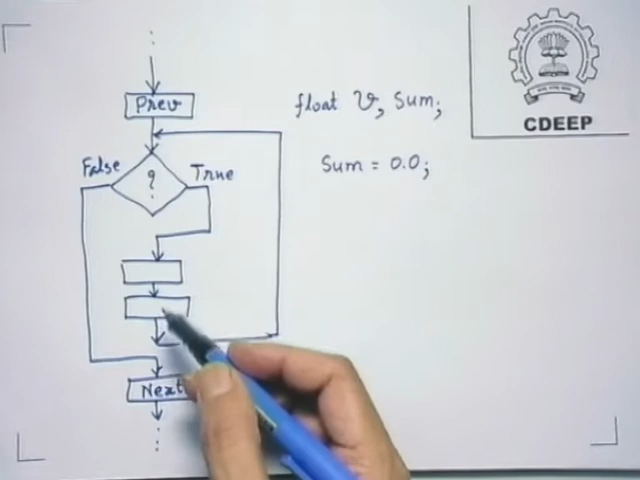 Prev
float v, Sum;
False
?
True
Sum = 0.0;
Next
CDEEP